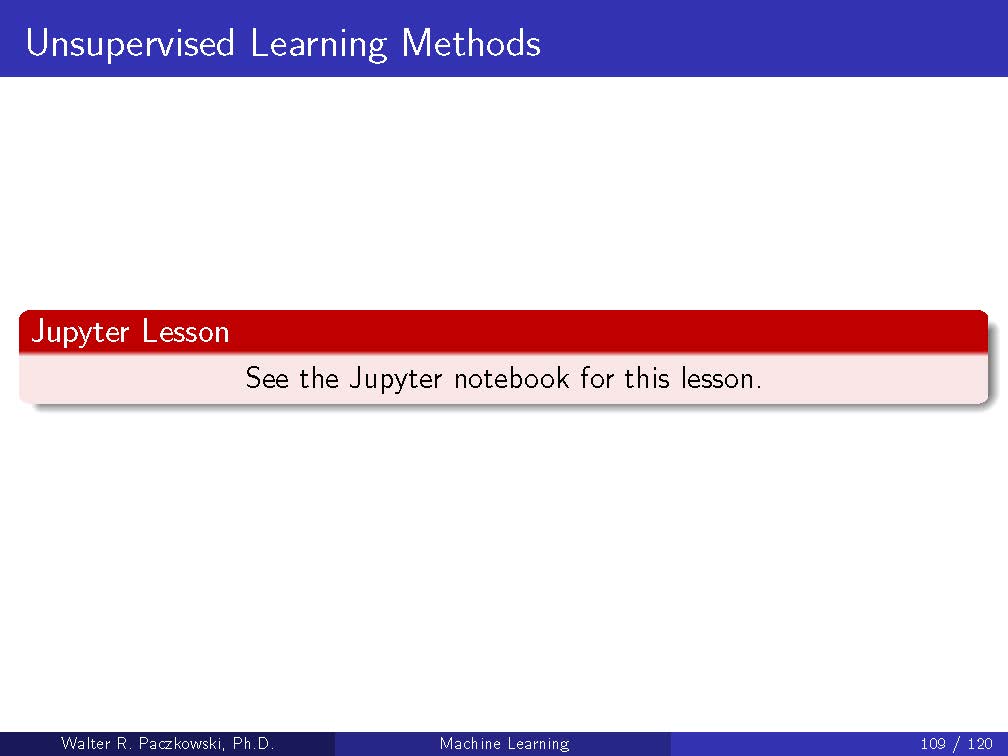 Unsupervised Learning Methods
Jupyter Lesson
See the Jupyter notebook for this lesson.
Walter R. Paczkowski, Ph.D.
Machine Learning
109 / 120